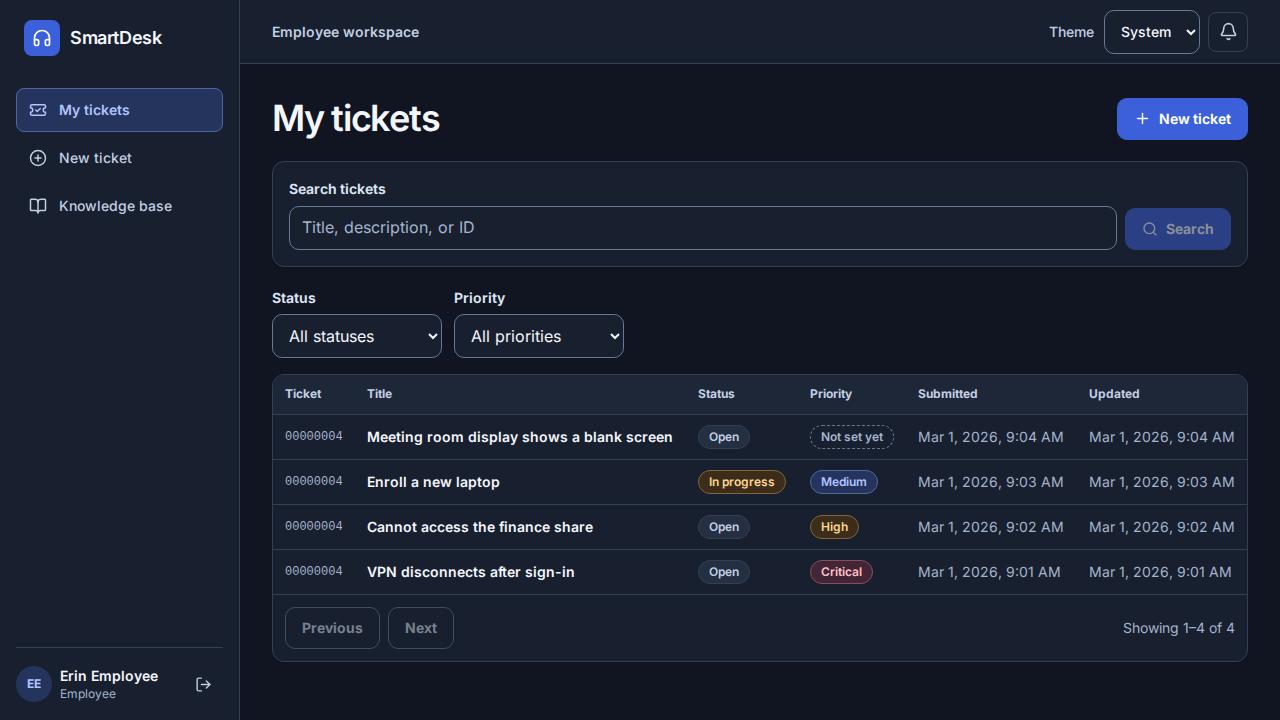 SmartDesk
Employee workspace
Theme
System
My tickets
New ticket
Knowledge base
My tickets
New ticket
Search tickets
Title, description, or ID
Search
Status
Priority
All statuses
All priorities
Ticket Title Status Priority Submitted Updated
00000004 Meeting room display shows a blank screen Open Not set yet Mar 1, 2026, 9:04 AM Mar 1, 2026, 9:04 AM
00000004 Enroll a new laptop In progress Medium Mar 1, 2026, 9:03 AM Mar 1, 2026, 9:03 AM
00000004 Cannot access the finance share Open High Mar 1, 2026, 9:02 AM Mar 1, 2026, 9:02 AM
00000004 VPN disconnects after sign-in Open Critical Mar 1, 2026, 9:01 AM Mar 1, 2026, 9:01 AM
Previous Next Showing 1–4 of 4
EE
Erin Employee
Employee